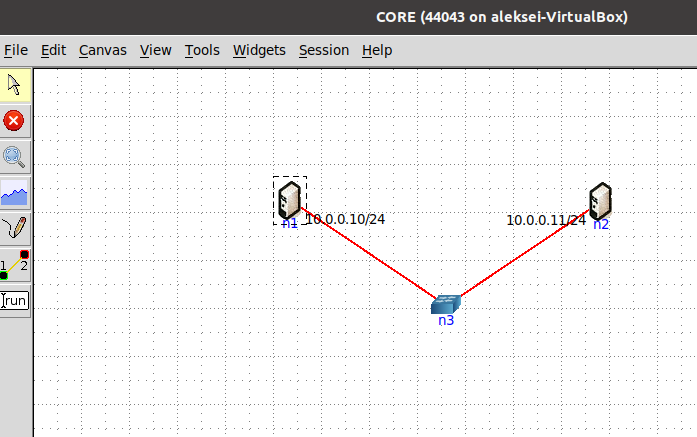 CORE (44043 on aleksei-VirtualBox)
File Edit Canvas View Tools Widgets Session Help
10.0.0.10/24
n1
10.0.0.11/24
n2
1 2
run
n3